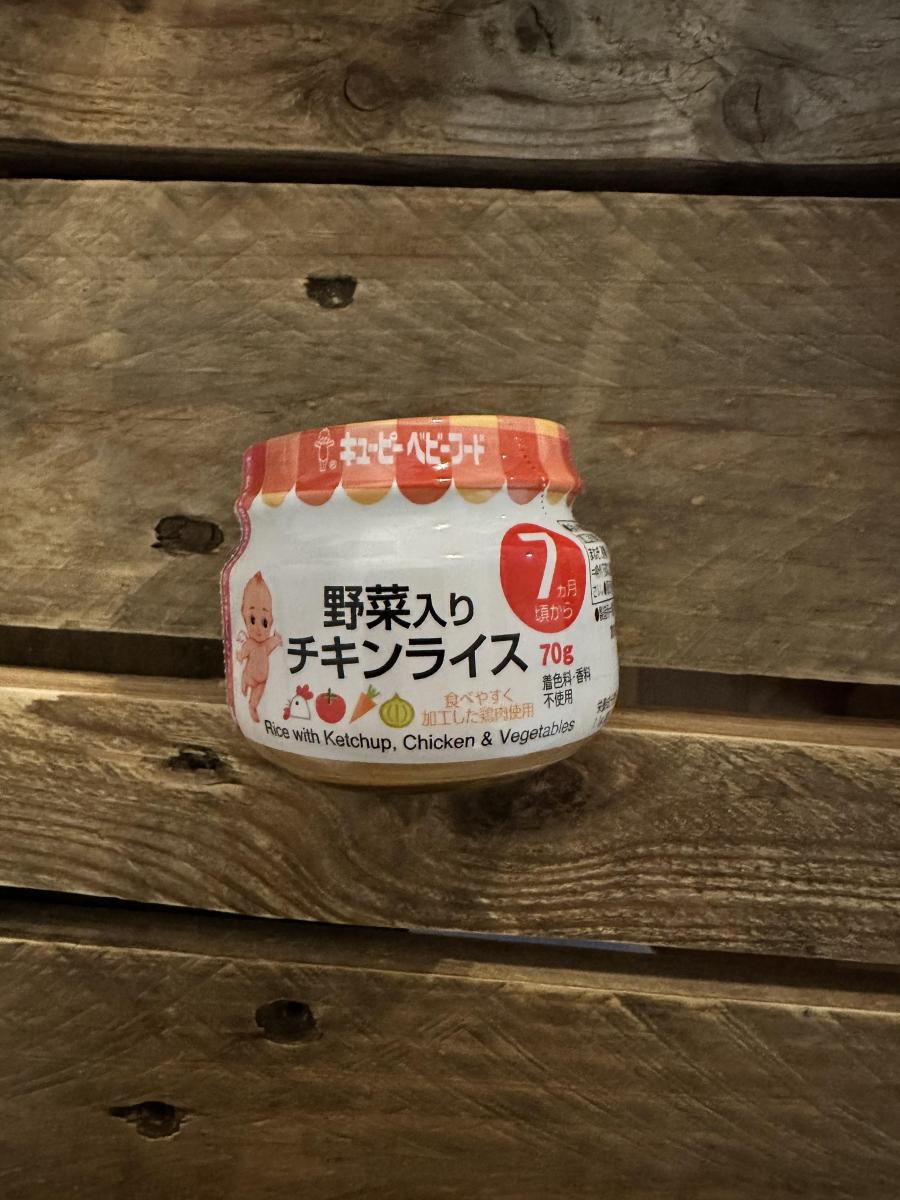 キユーピー ベビーフード
®
7ヵ月
頃から
野菜入り
チキンライス
70g
着色料・香料
不使用
食べやすく
加工した鶏肉使用
Rice with Ketchup, Chicken & Vegetables